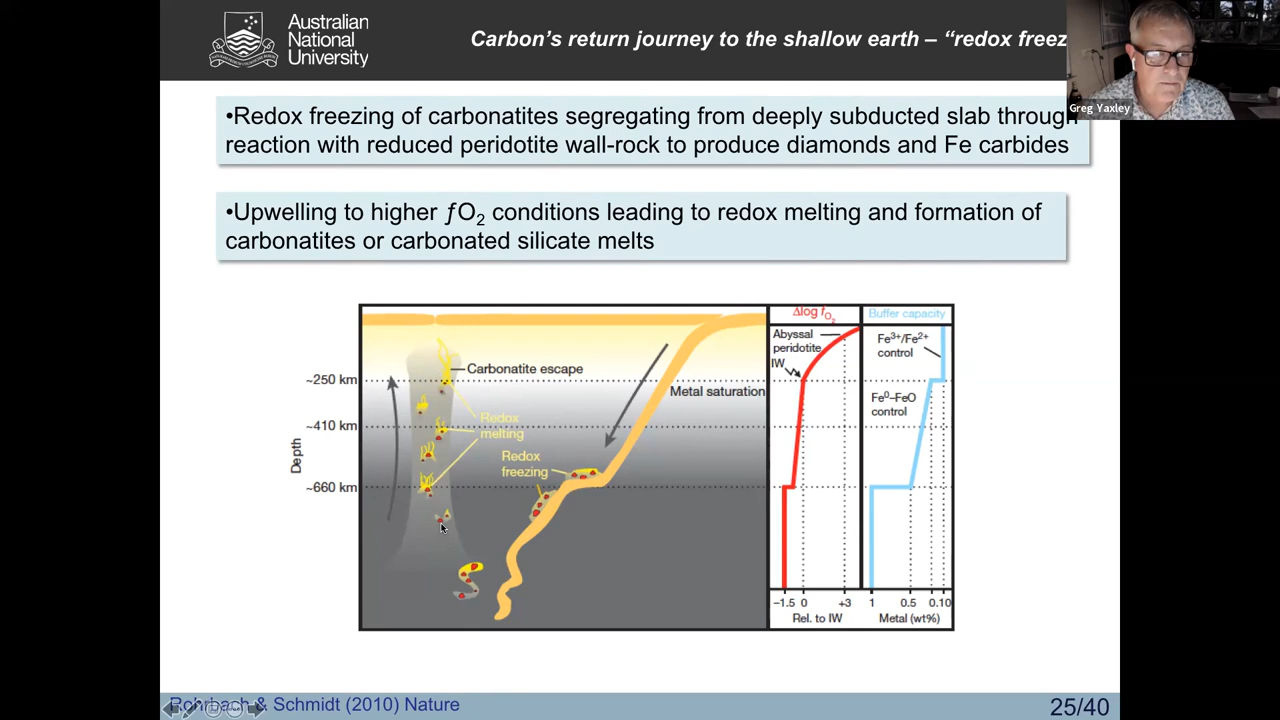 Australian
National
University
Carbon's return journey to the shallow earth – "redox freez
Greg Yaxley
•Redox freezing of carbonatites segregating from deeply subducted slab through
reaction with reduced peridotite wall-rock to produce diamonds and Fe carbides
•Upwelling to higher ƒO₂ conditions leading to redox melting and formation of
carbonatites or carbonated silicate melts
Depth
~250 km
~410 km
~660 km
Carbonatite escape
Redox
melting
Redox
freezing
Metal saturation
Δlog fO₂
Abyssal
peridotite
IW
−1.5 0 +3
Rel. to IW
Buffer capacity
Fe³⁺/Fe²⁺
control
Fe⁰–FeO
control
1 0.5 0.10
Metal (wt%)
Rohrbach & Schmidt (2010) Nature
25/40